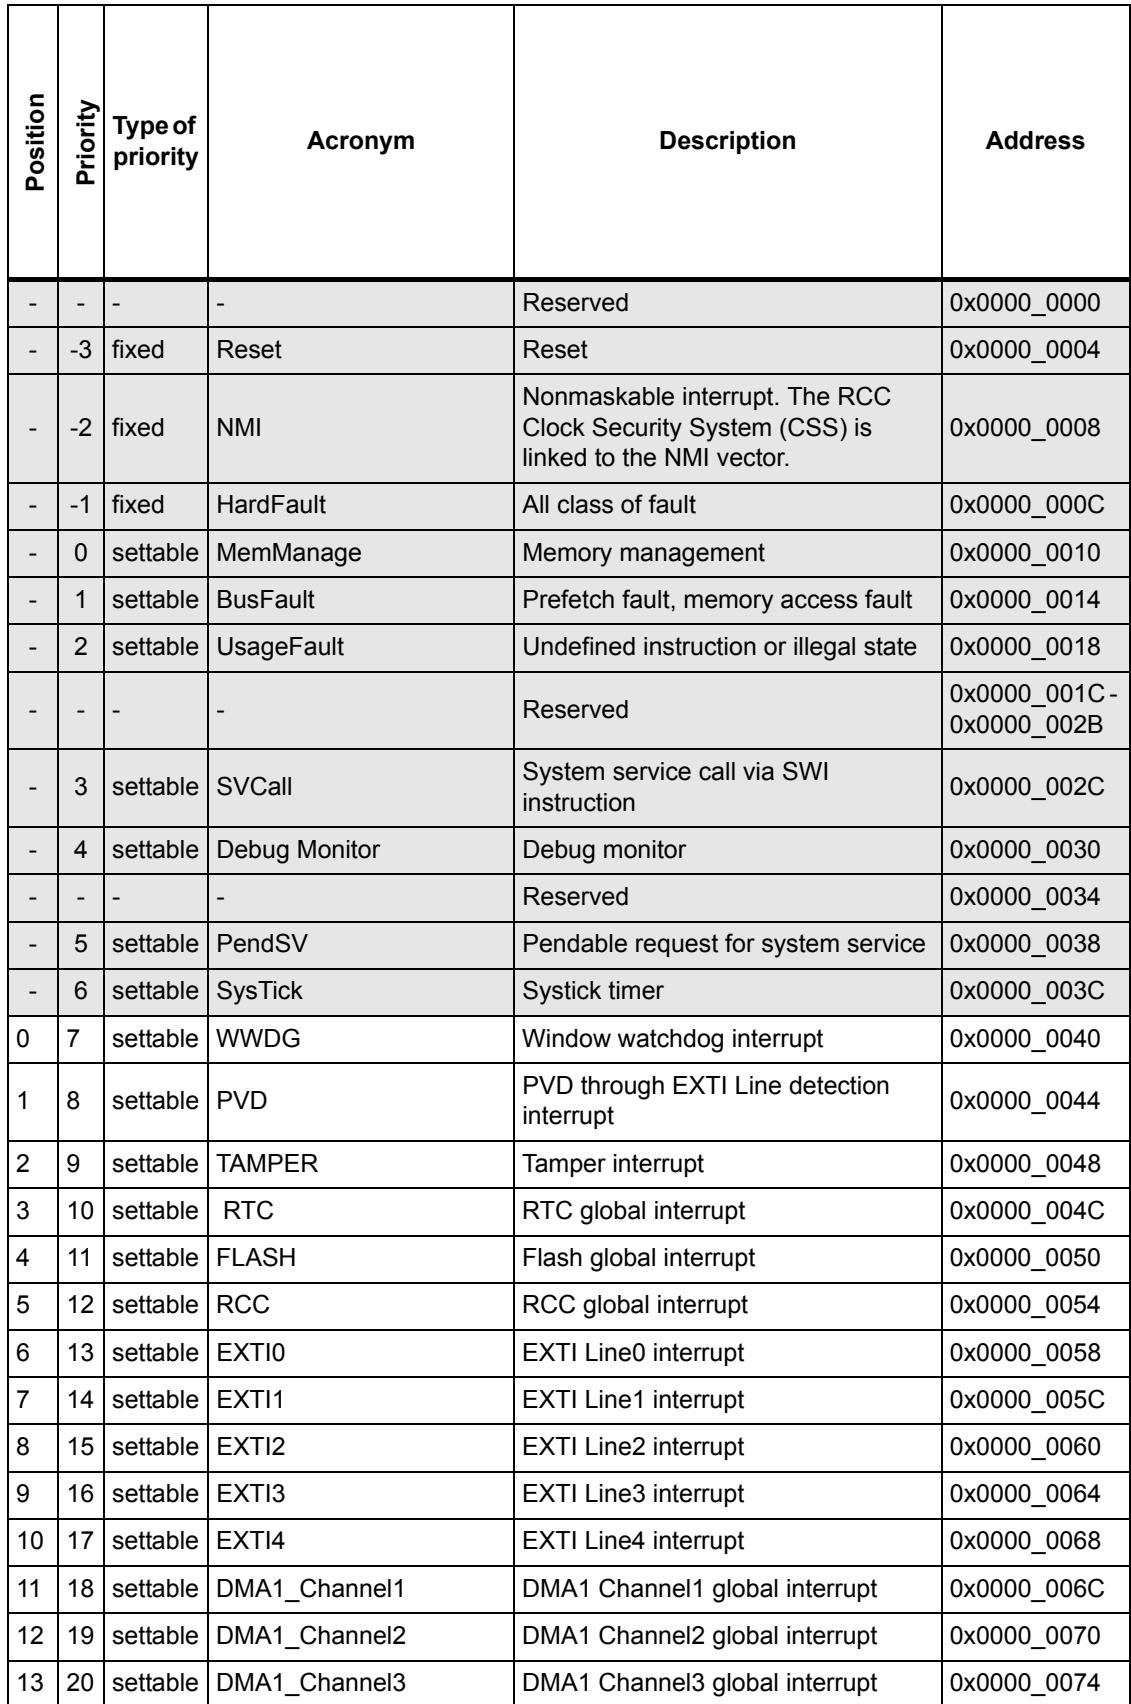 Position Priority Type of priority Acronym Description Address
- - - - Reserved 0x0000_0000
- -3 fixed Reset Reset 0x0000_0004
- -2 fixed NMI Nonmaskable interrupt. The RCC Clock Security System (CSS) is linked to the NMI vector. 0x0000_0008
- -1 fixed HardFault All class of fault 0x0000_000C
- 0 settable MemManage Memory management 0x0000_0010
- 1 settable BusFault Prefetch fault, memory access fault 0x0000_0014
- 2 settable UsageFault Undefined instruction or illegal state 0x0000_0018
- - - - Reserved 0x0000_001C - 0x0000_002B
- 3 settable SVCall System service call via SWI instruction 0x0000_002C
- 4 settable Debug Monitor Debug monitor 0x0000_0030
- - - - Reserved 0x0000_0034
- 5 settable PendSV Pendable request for system service 0x0000_0038
- 6 settable SysTick Systick timer 0x0000_003C
0 7 settable WWDG Window watchdog interrupt 0x0000_0040
1 8 settable PVD PVD through EXTI Line detection interrupt 0x0000_0044
2 9 settable TAMPER Tamper interrupt 0x0000_0048
3 10 settable RTC RTC global interrupt 0x0000_004C
4 11 settable FLASH Flash global interrupt 0x0000_0050
5 12 settable RCC RCC global interrupt 0x0000_0054
6 13 settable EXTI0 EXTI Line0 interrupt 0x0000_0058
7 14 settable EXTI1 EXTI Line1 interrupt 0x0000_005C
8 15 settable EXTI2 EXTI Line2 interrupt 0x0000_0060
9 16 settable EXTI3 EXTI Line3 interrupt 0x0000_0064
10 17 settable EXTI4 EXTI Line4 interrupt 0x0000_0068
11 18 settable DMA1_Channel1 DMA1 Channel1 global interrupt 0x0000_006C
12 19 settable DMA1_Channel2 DMA1 Channel2 global interrupt 0x0000_0070
13 20 settable DMA1_Channel3 DMA1 Channel3 global interrupt 0x0000_0074